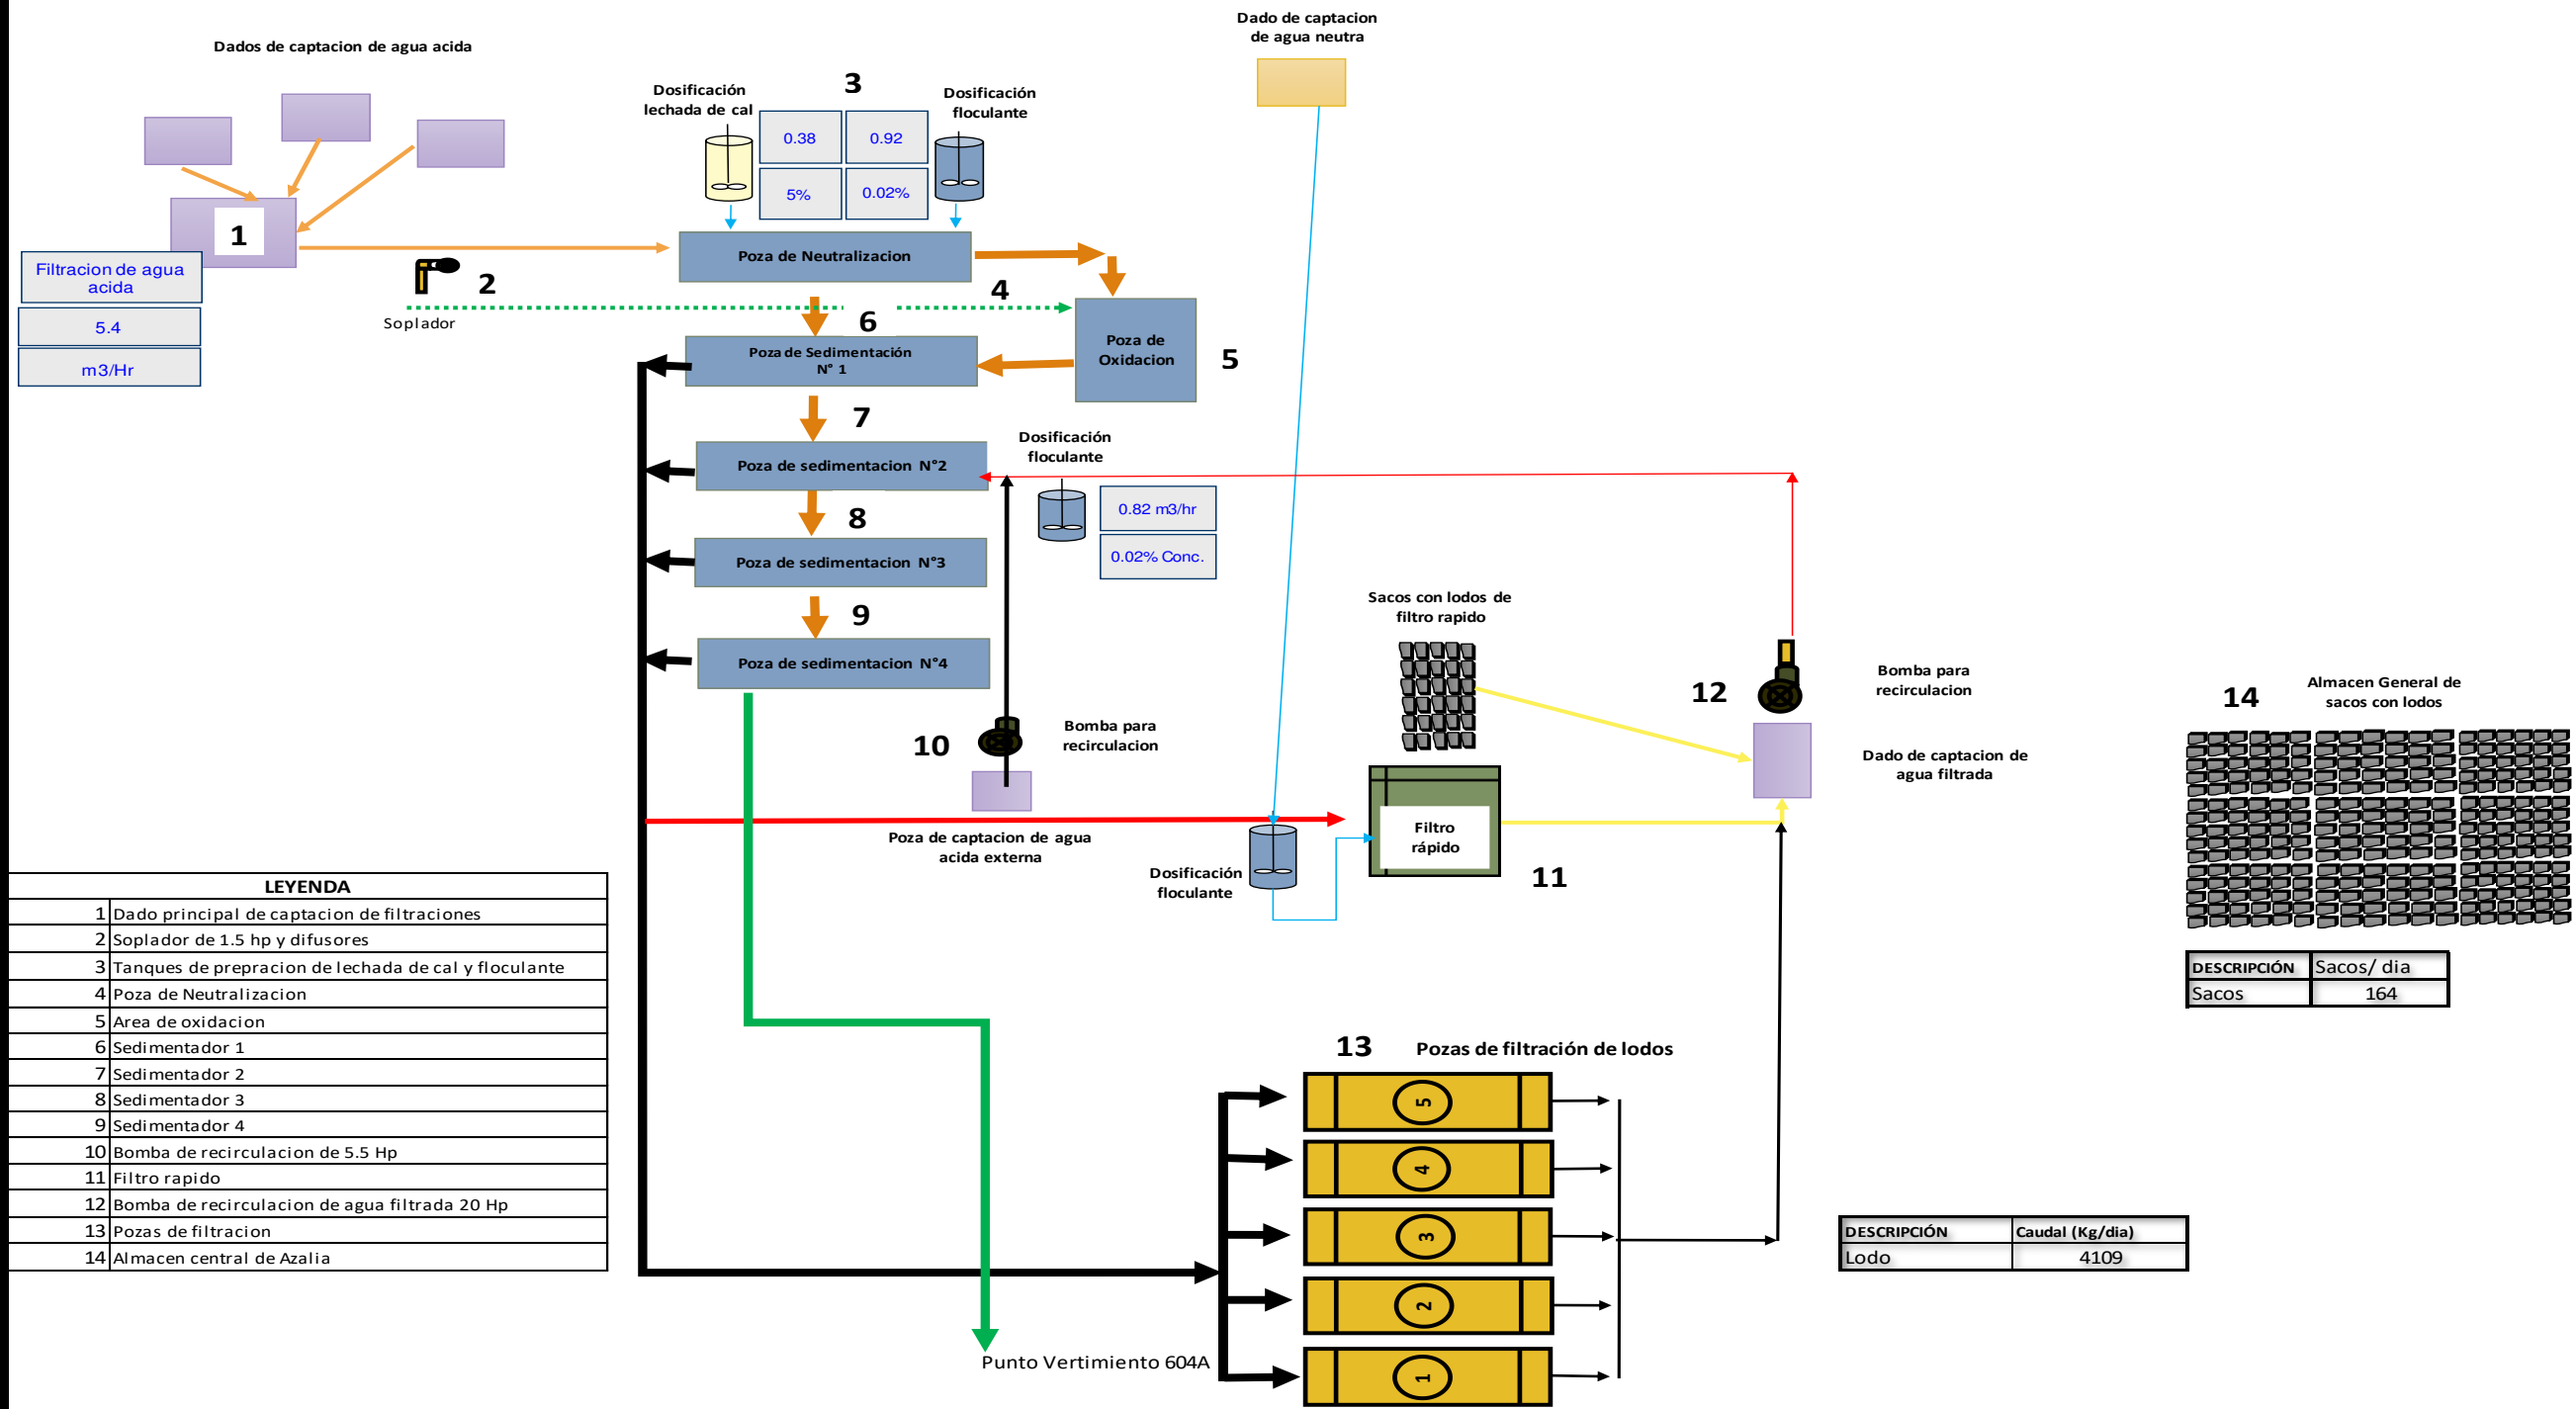 Dado de captacion
de agua neutra
Dados de captacion de agua acida
3
Dosificación
lechada de cal
Dosificación
floculante
0.38
0.92
5%
0.02%
1
Filtracion de agua
acida
5.4
m3/Hr
2
Soplador
Poza de Neutralizacion
4
6
Poza de Sedimentación
N° 1
Poza de
Oxidacion
5
7
Poza de sedimentacion N°2
Dosificación
floculante
0.82 m3/hr
0.02% Conc.
8
Poza de sedimentacion N°3
9
Poza de sedimentacion N°4
Sacos con lodos de
filtro rapido
10
Bomba para
recirculacion
12
Bomba para
recirculacion
Dado de captacion de
agua filtrada
14
Almacen General de
sacos con lodos
Poza de captacion de agua
acida externa
Filtro
rápido
11
Dosificación
floculante
LEYENDA
1 Dado principal de captacion de filtraciones
2 Soplador de 1.5 hp y difusores
3 Tanques de prepracion de lechada de cal y floculante
4 Poza de Neutralizacion
5 Area de oxidacion
6 Sedimentador 1
7 Sedimentador 2
8 Sedimentador 3
9 Sedimentador 4
10 Bomba de recirculacion de 5.5 Hp
11 Filtro rapido
12 Bomba de recirculacion de agua filtrada 20 Hp
13 Pozas de filtracion
14 Almacen central de Azalia
DESCRIPCIÓN Sacos/ dia
Sacos 164
13 Pozas de filtración de lodos
5
4
3
2
1
Punto Vertimiento 604A
DESCRIPCIÓN Caudal (Kg/dia)
Lodo 4109